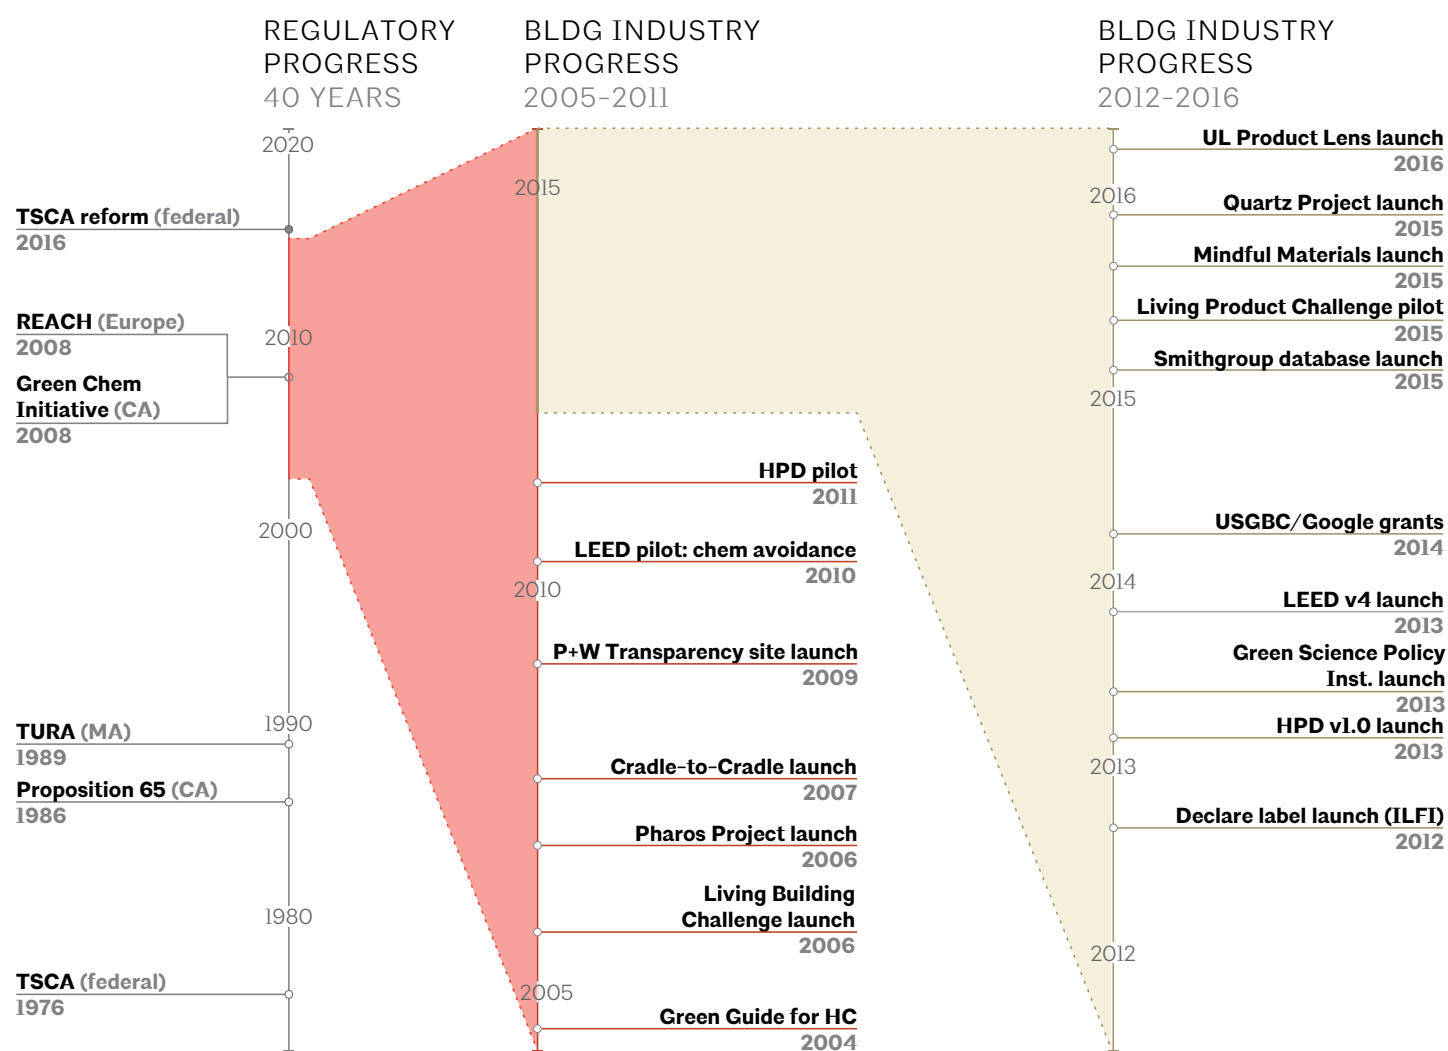 REGULATORY
PROGRESS
40 YEARS
2020
TSCA reform (federal)
2016
REACH (Europe)
2008
2010
Green Chem
Initiative (CA)
2008
2000
1990
TURA (MA)
1989
Proposition 65 (CA)
1986
1980
TSCA (federal)
1976
BLDG INDUSTRY
PROGRESS
2005–2011
2015
HPD pilot
2011
LEED pilot: chem avoidance
2010
2010
P+W Transparency site launch
2009
Cradle-to-Cradle launch
2007
Pharos Project launch
2006
Living Building
Challenge launch
2006
2005
Green Guide for HC
2004
BLDG INDUSTRY
PROGRESS
2012–2016
UL Product Lens launch
2016
2016
Quartz Project launch
2015
Mindful Materials launch
2015
Living Product Challenge pilot
2015
Smithgroup database launch
2015
2015
USGBC/Google grants
2014
2014
LEED v4 launch
2013
Green Science Policy
Inst. launch
2013
HPD v1.0 launch
2013
2013
Declare label launch (ILFI)
2012
2012